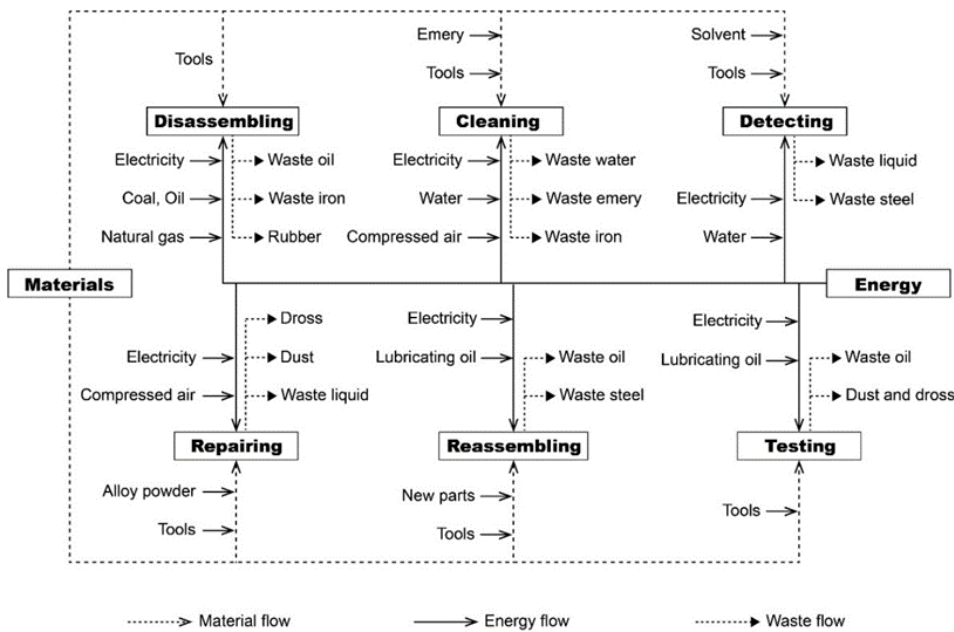 Emery
Solvent
Tools
Tools
Tools
Disassembling
Cleaning
Detecting
Electricity
Waste oil
Electricity
Waste water
Waste liquid
Coal, Oil
Waste iron
Water
Waste emery
Electricity
Waste steel
Natural gas
Rubber
Compressed air
Waste iron
Water
Materials
Energy
Dross
Electricity
Electricity
Electricity
Dust
Lubricating oil
Waste oil
Lubricating oil
Waste oil
Compressed air
Waste liquid
Waste steel
Dust and dross
Repairing
Reassembling
Testing
Alloy powder
New parts
Tools
Tools
Tools
Material flow
Energy flow
Waste flow